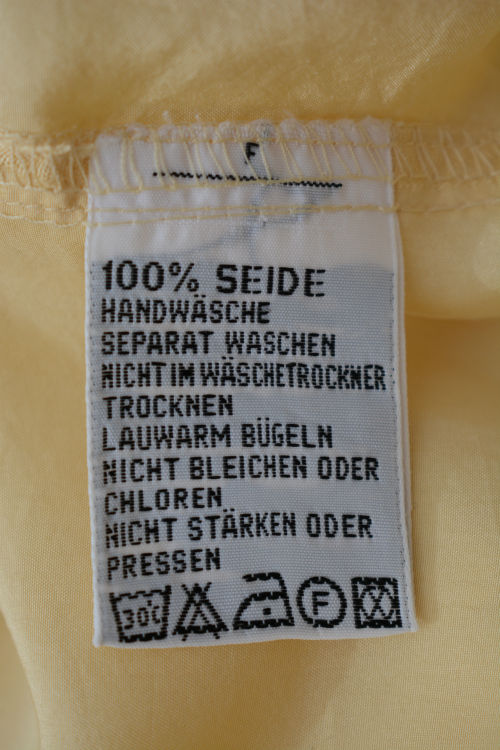 F
100% SEIDE
HANDWÄSCHE
SEPARAT WASCHEN
NICHT IM WÄSCHETROCKNER
TROCKNEN
LAUWARM BÜGELN
NICHT BLEICHEN ODER
CHLOREN
NICHT STÄRKEN ODER
PRESSEN
30°C F